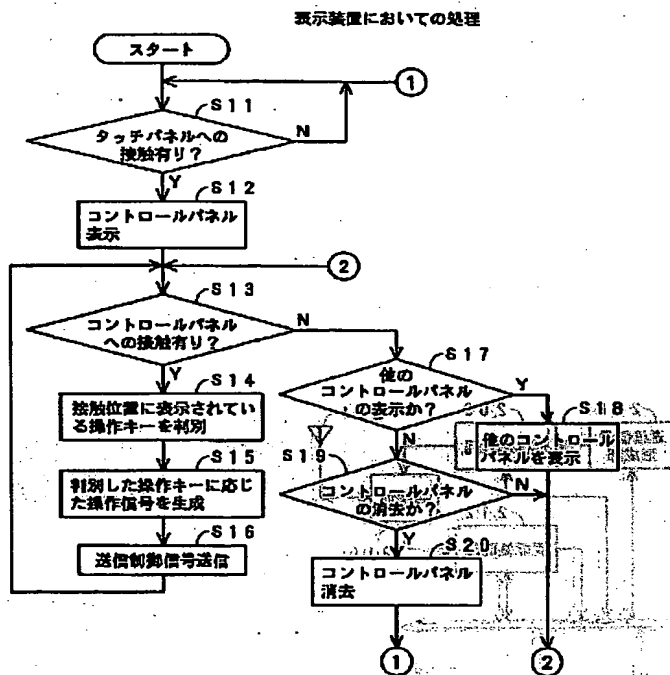 表示装置においての処理
スタート
①
S11
タッチパネルへの
接触有り?
N
Y
S12
コントロールパネル
表示
②
S13
コントロールパネル
への接触有り?
N
Y
S14
接触位置に表示されてい
る操作キーを判別
S15
判別した操作キーに応じ
た操作信号を生成
S16
送信制御信号送信
S17
他の
コントロールパネル
の表示か?
Y
N
S18
他のコントロール
パネルを表示
S19
コントロールパネル
の消去か?
N
Y
S20
コントロールパネル
消去
①
②